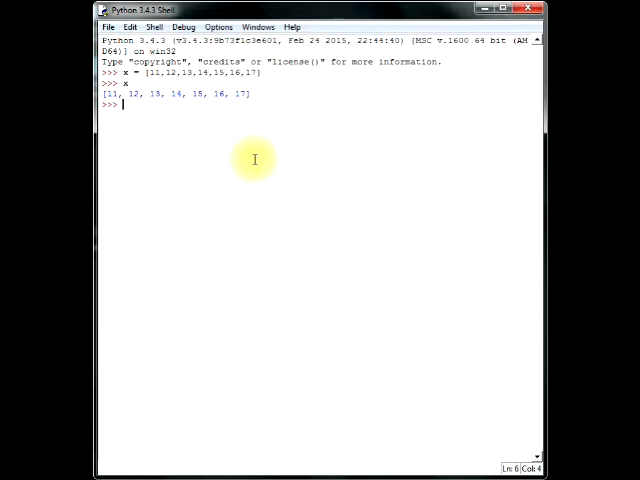 Python 3.4.3 Shell
File Edit Shell Debug Options Windows Help
Python 3.4.3 (v3.4.3:9b73f1c3e601, Feb 24 2015, 22:44:40) [MSC v.1600 64 bit (AM
D64)] on win32
Type "copyright", "credits" or "license()" for more information.
>>> x = [11,12,13,14,15,16,17]
>>> x
[11, 12, 13, 14, 15, 16, 17]
>>>
Ln: 6 Col: 4